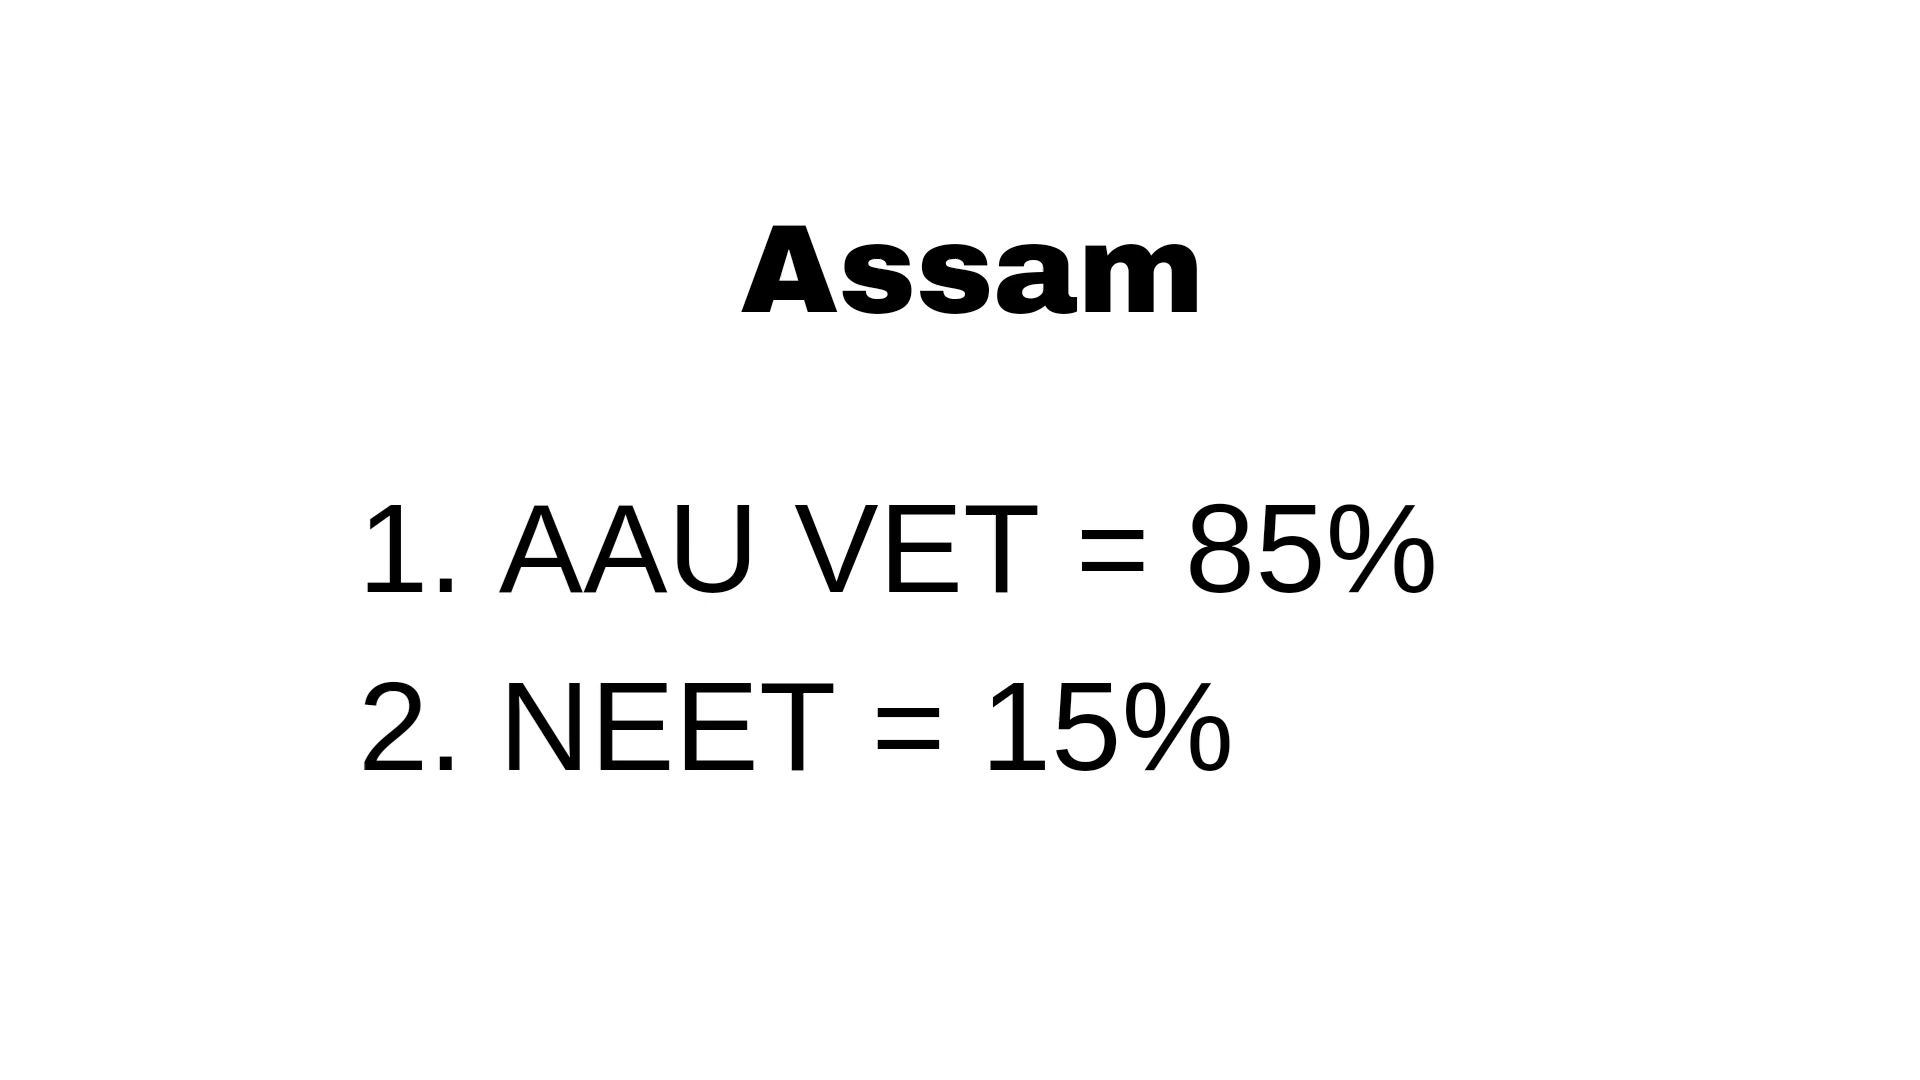 Assam
1. AAU VET = 85%
2. NEET = 15%